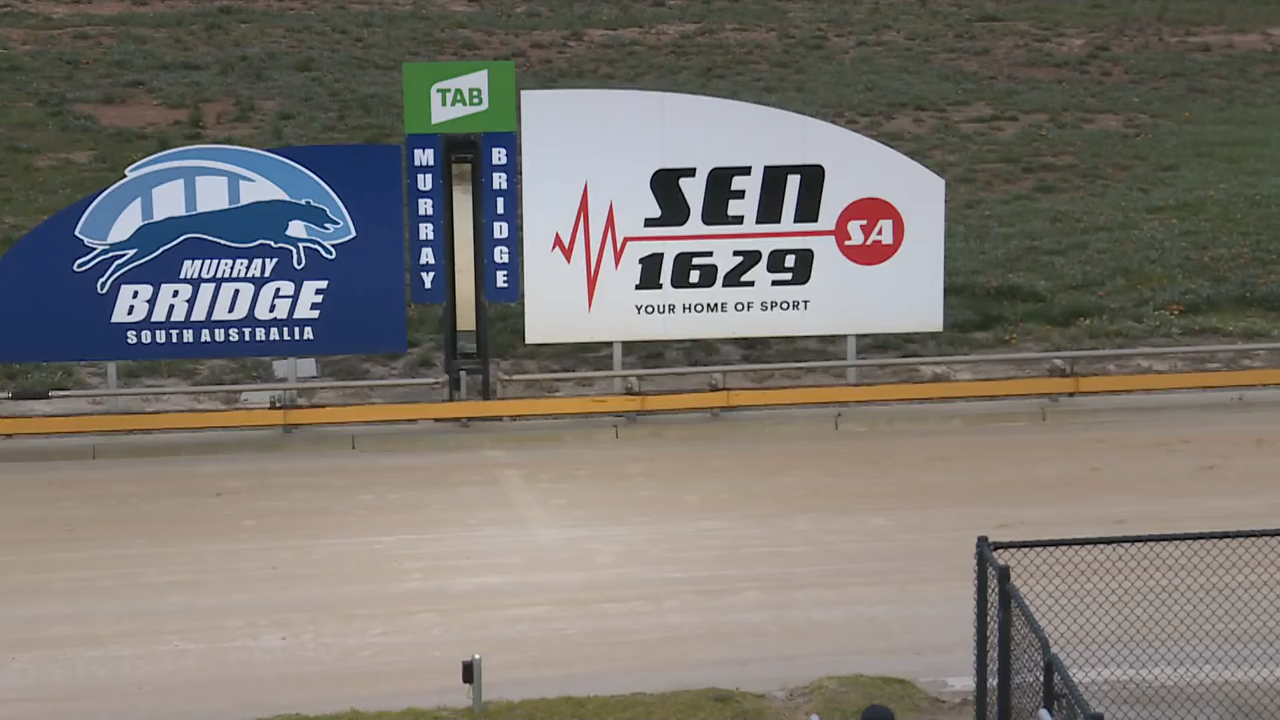 TAB
MURRAY
BRIDGE
MURRAY
BRIDGE
SOUTH AUSTRALIA
SEN
SA
1629
YOUR HOME OF SPORT